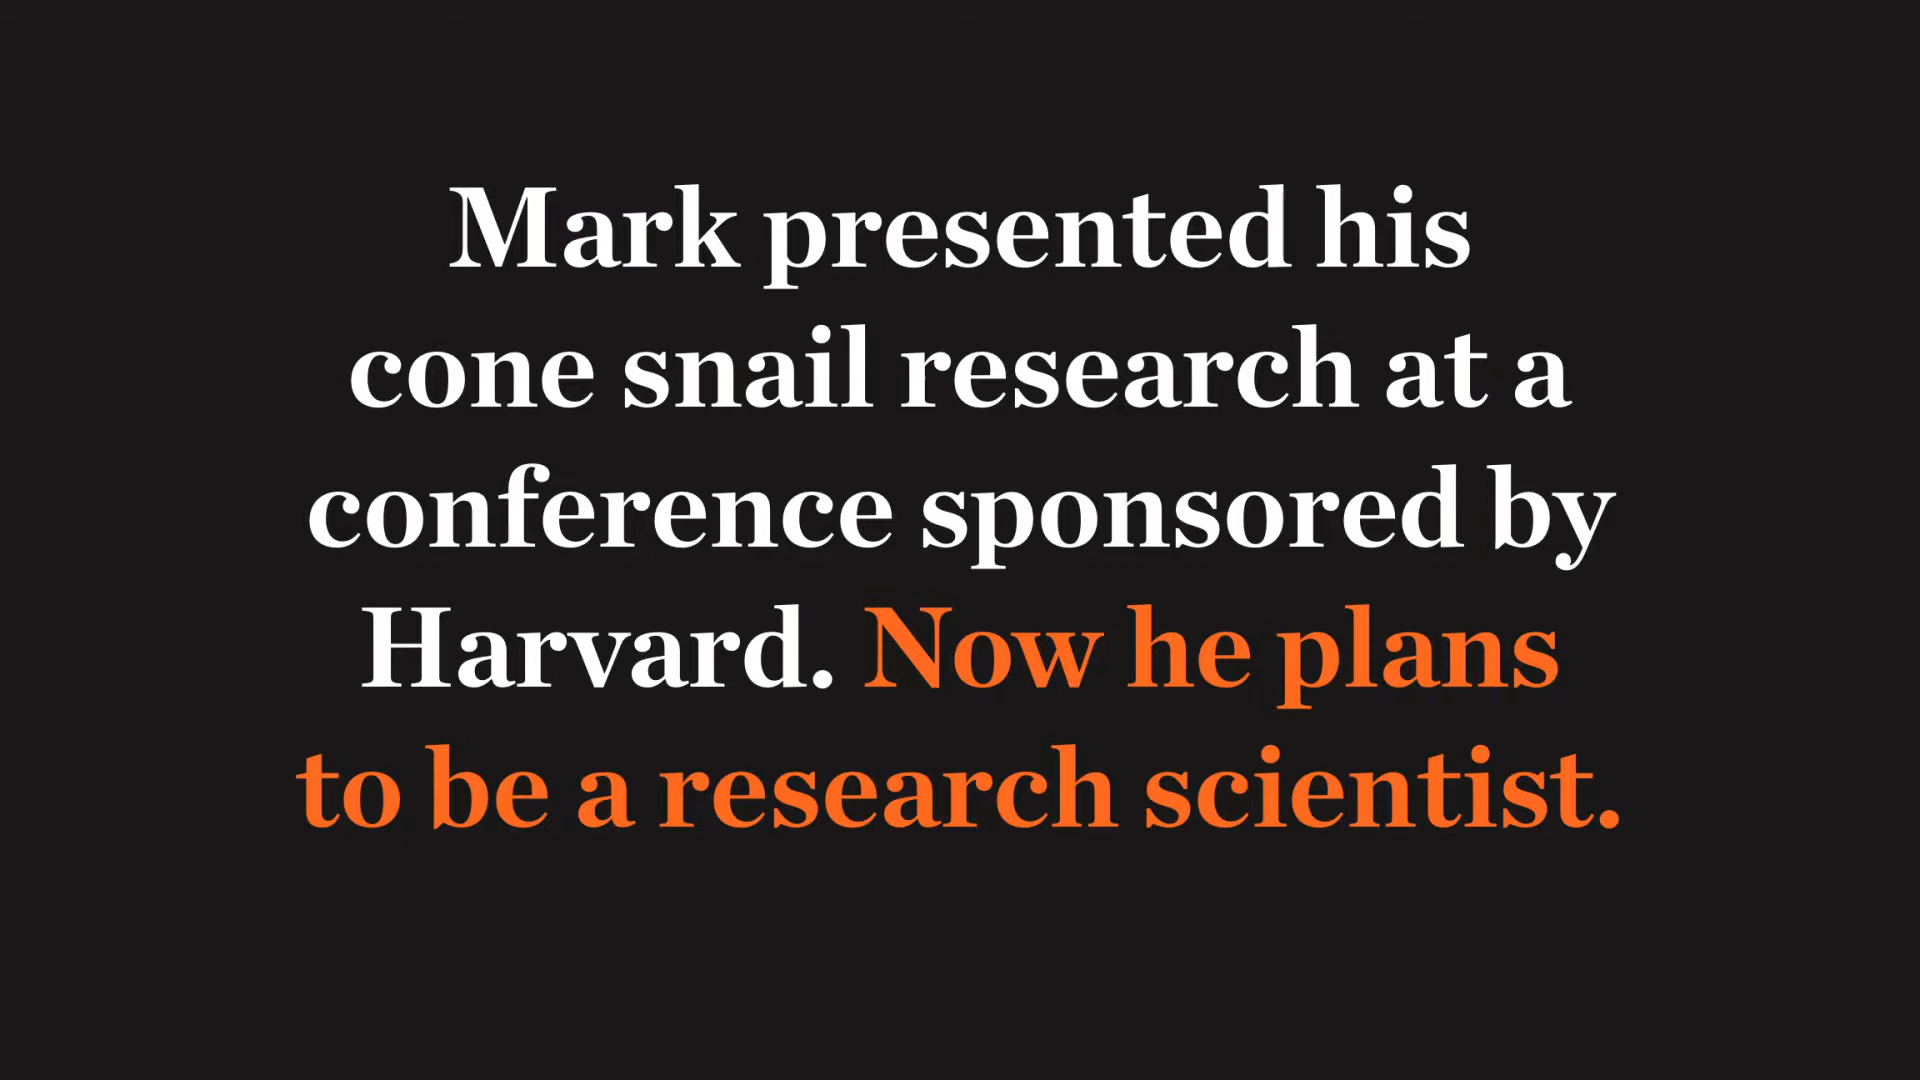 Mark presented his
cone snail research at a
conference sponsored by
Harvard. Now he plans
to be a research scientist.